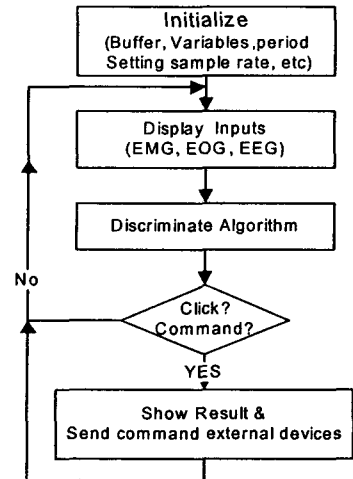 Initialize
(Buffer, Variables,period
Setting sample rate, etc)
Display Inputs
(EMG, EOG, EEG)
Discriminate Algorithm
No
Click?
Command?
YES
Show Result &
Send command external devices